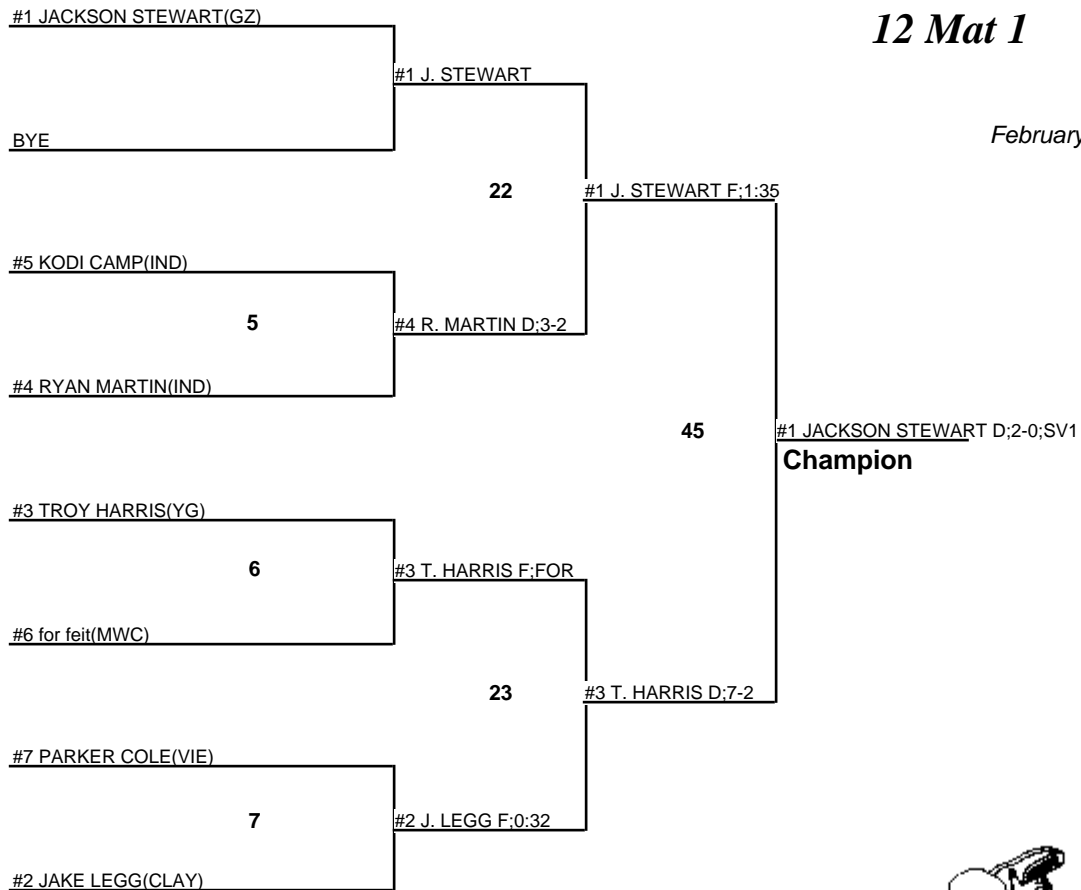 #1 JACKSON STEWART(GZ)
12 Mat 1
#1 J. STEWART
BYE
February
22
#1 J. STEWART F;1:35
#5 KODI CAMP(IND)
5
#4 R. MARTIN D;3-2
#4 RYAN MARTIN(IND)
45
#1 JACKSON STEWART D;2-0;SV1
Champion
#3 TROY HARRIS(YG)
6
#3 T. HARRIS F;FOR
#6 for feit(MWC)
23
#3 T. HARRIS D;7-2
#7 PARKER COLE(VIE)
7
#2 J. LEGG F;0:32
#2 JAKE LEGG(CLAY)